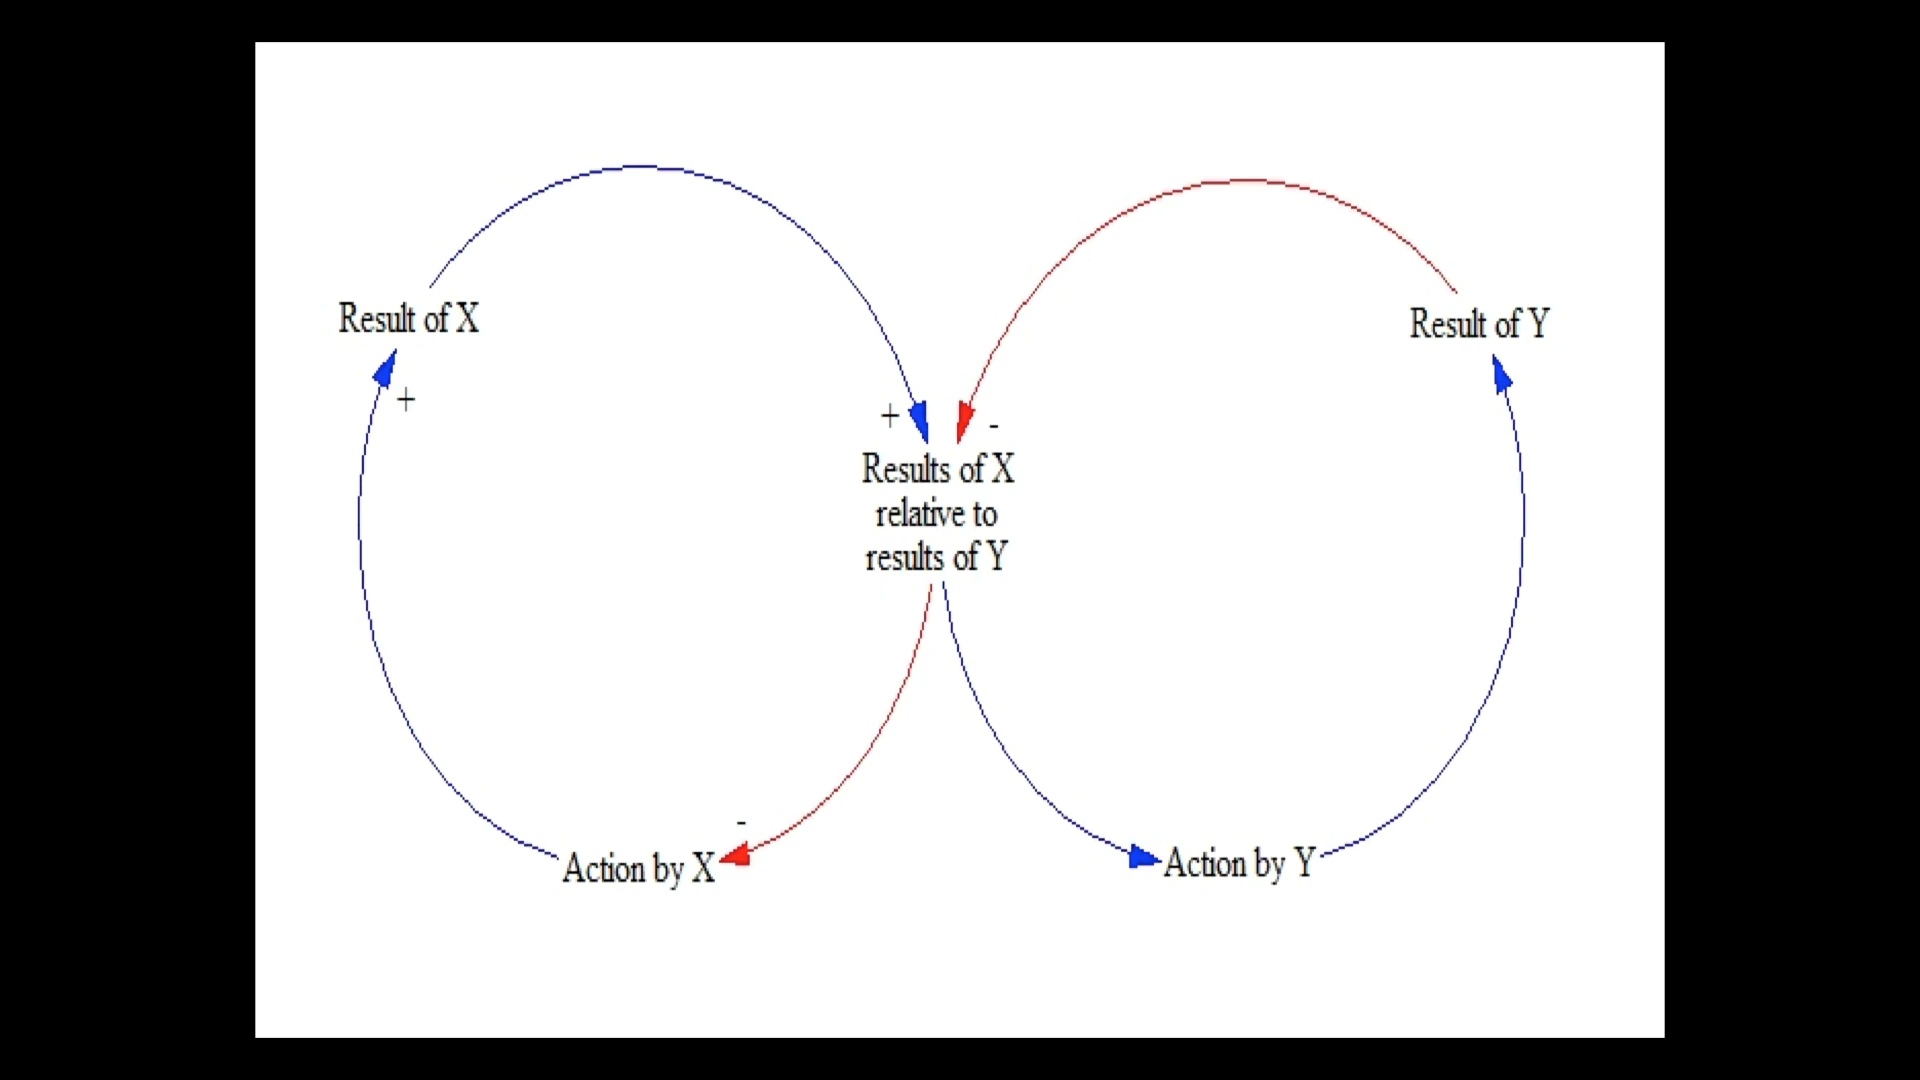 Result of X
Result of Y
+
+
-
Results of X
relative to
results of Y
-
Action by X
Action by Y